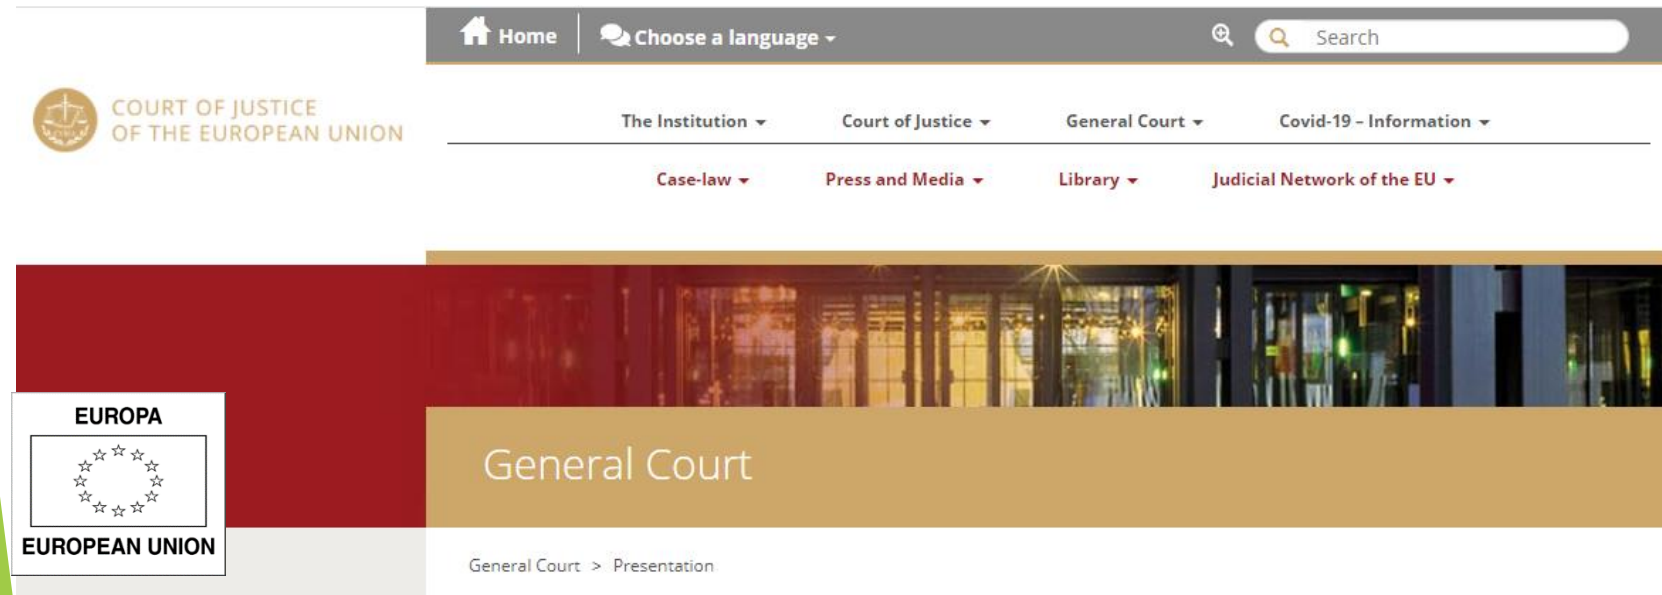 Home
Choose a language
Search
COURT OF JUSTICE
OF THE EUROPEAN UNION
The Institution
Court of Justice
General Court
Covid-19 – Information
Case-law
Press and Media
Library
Judicial Network of the EU
EUROPA
EUROPEAN UNION
General Court
General Court > Presentation